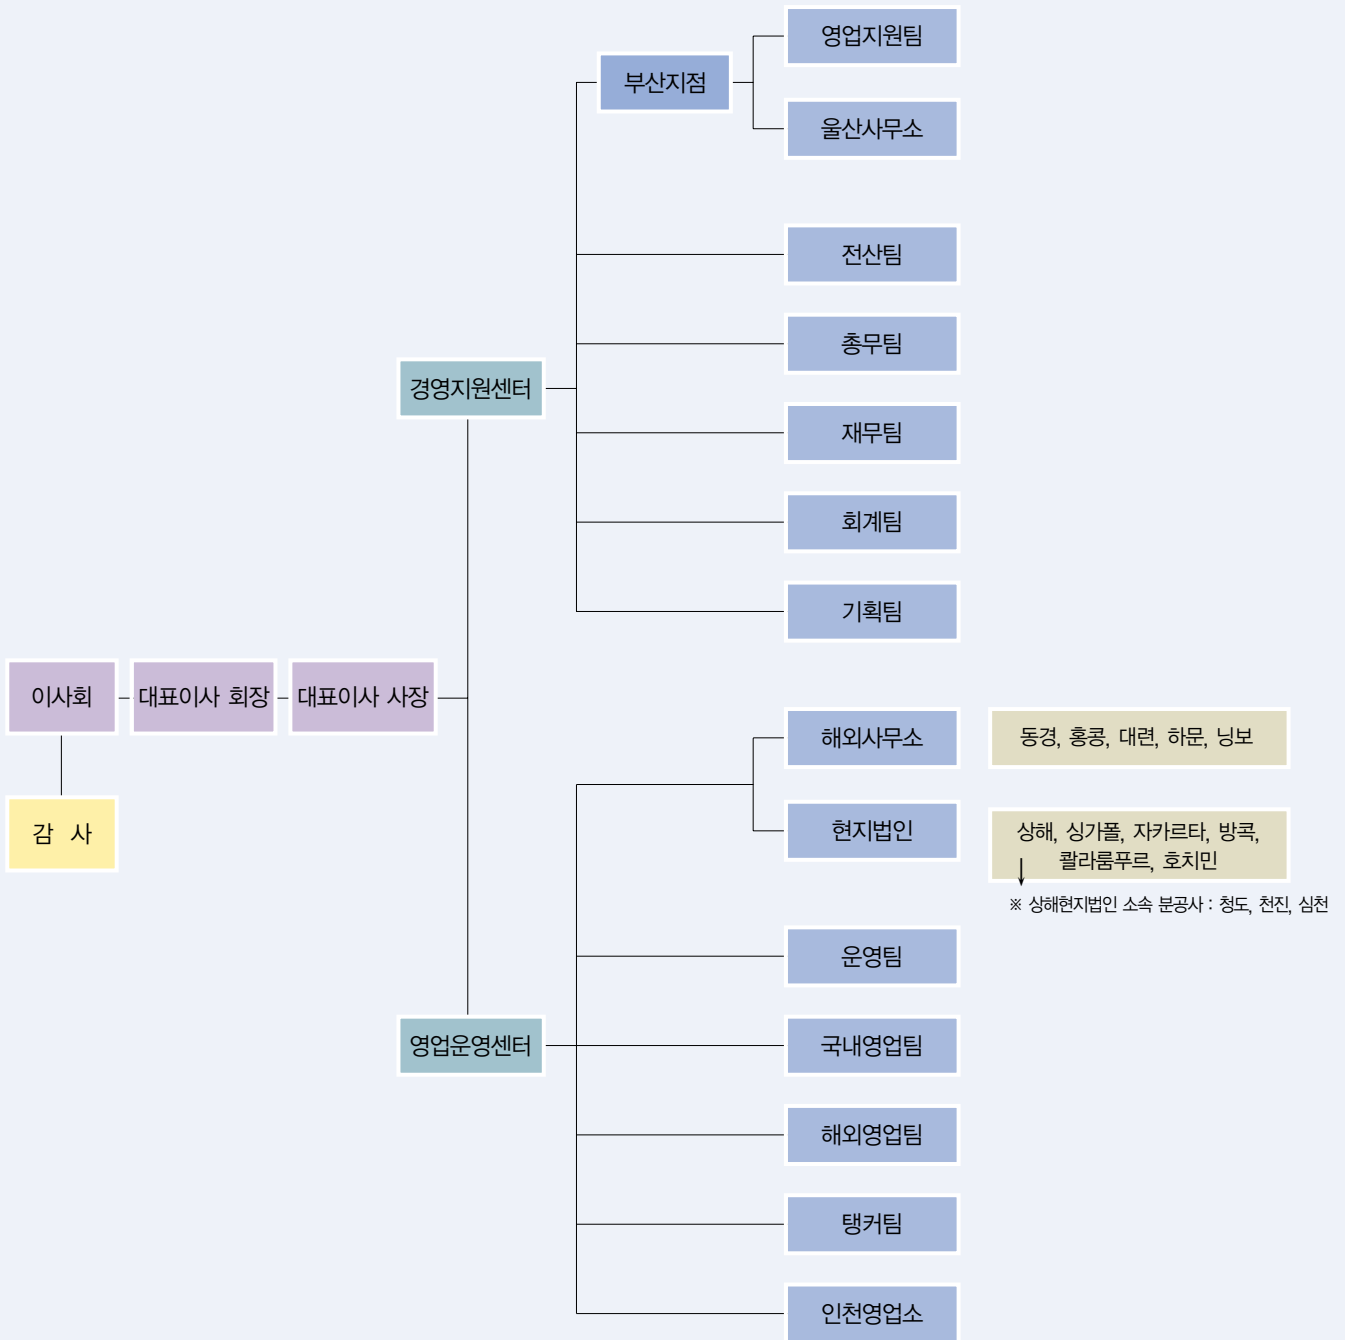 영업지원팀
부산지점
울산사무소
전산팀
총무팀
경영지원센터
재무팀
회계팀
기획팀
이사회
대표이사 회장
대표이사 사장
감 사
해외사무소
동경, 홍콩, 대련, 하문, 닝보
현지법인
상해, 싱가폴, 자카르타, 방콕,
콸라룸푸르, 호치민
※ 상해현지법인 소속 분공사 : 청도, 천진, 심천
운영팀
영업운영센터
국내영업팀
해외영업팀
탱커팀
인천영업소